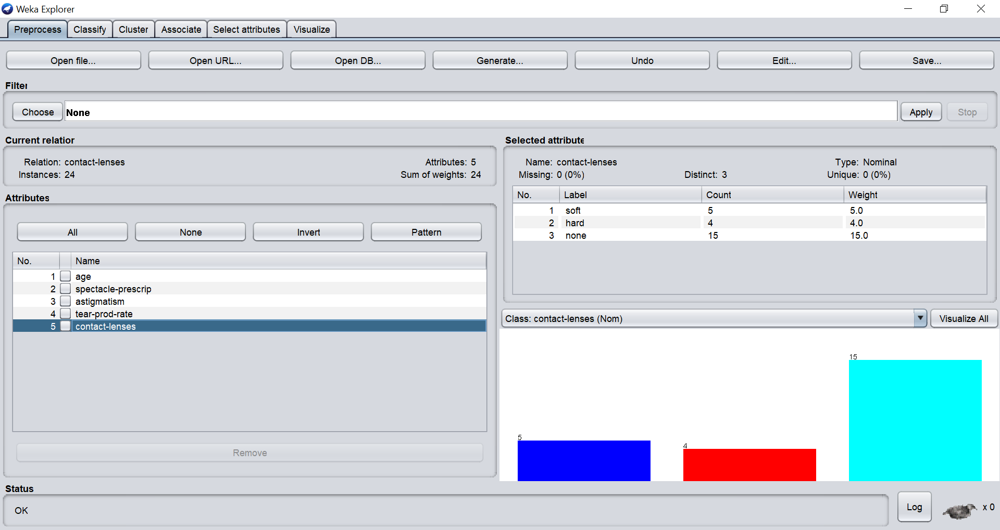 Weka Explorer
Preprocess Classify Cluster Associate Select attributes Visualize
Open file... Open URL... Open DB... Generate... Undo Edit... Save...
Filter
Choose None Apply Stop
Current relation
Relation: contact-lenses Attributes: 5
Instances: 24 Sum of weights: 24
Attributes
All None Invert Pattern
No. Name
1 age
2 spectacle-prescrip
3 astigmatism
4 tear-prod-rate
5 contact-lenses
Remove
Selected attribute
Name: contact-lenses Type: Nominal
Missing: 0 (0%) Distinct: 3 Unique: 0 (0%)
No. Label Count Weight
1 soft 5 5.0
2 hard 4 4.0
3 none 15 15.0
Class: contact-lenses (Nom) Visualize All
15
5
4
Status
OK
Log x 0